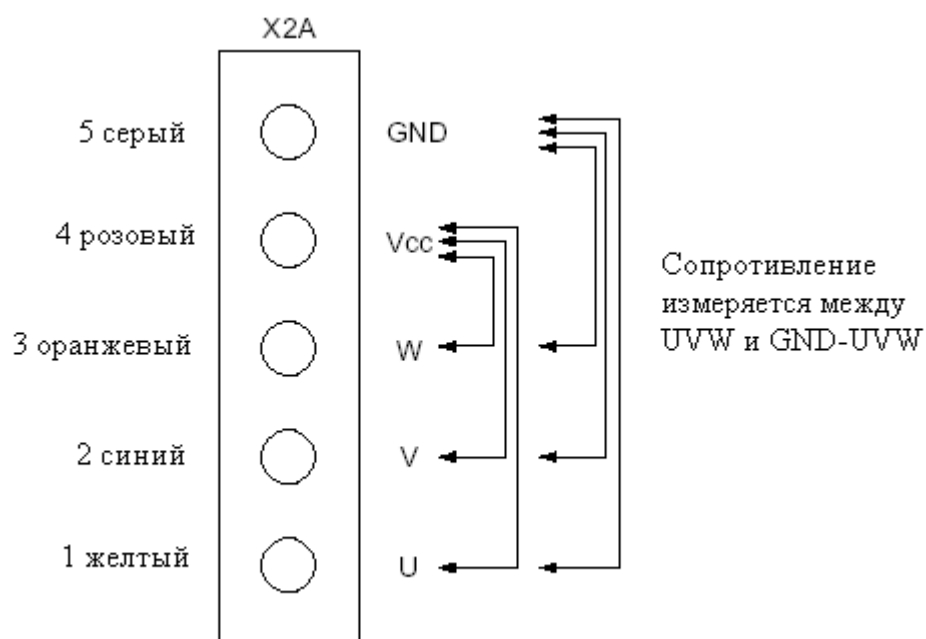 X2A
5 серый
GND
4 розовый
Vcc
3 оранжевый
W
2 синий
V
1 желтый
U
Сопротивление
измеряется между
UVW и GND-UVW